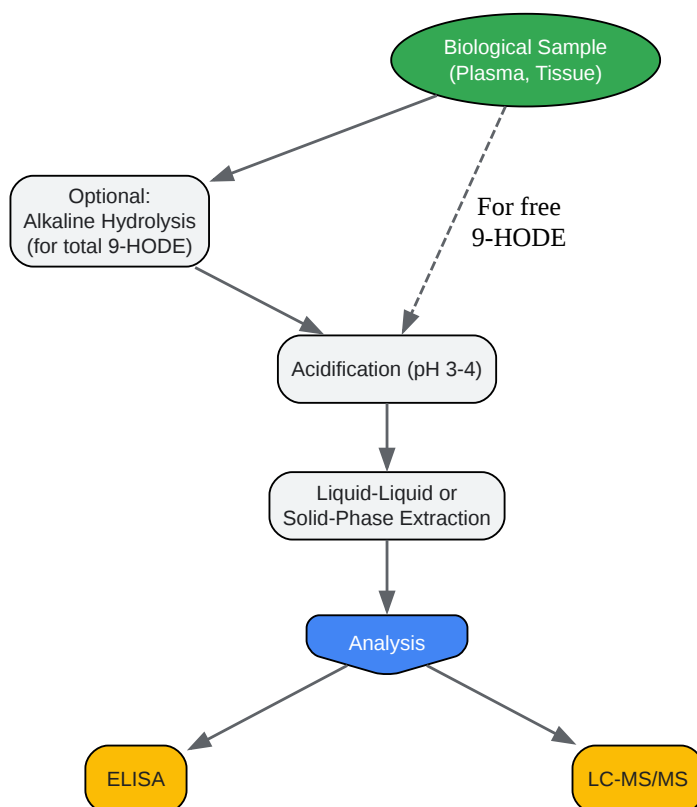 Biological Sample
(Plasma, Tissue)
Optional:
Alkaline Hydrolysis
(for total 9-HODE)
For free
9-HODE
Acidification (pH 3-4)
Liquid-Liquid or
Solid-Phase Extraction
Analysis
ELISA
LC-MS/MS